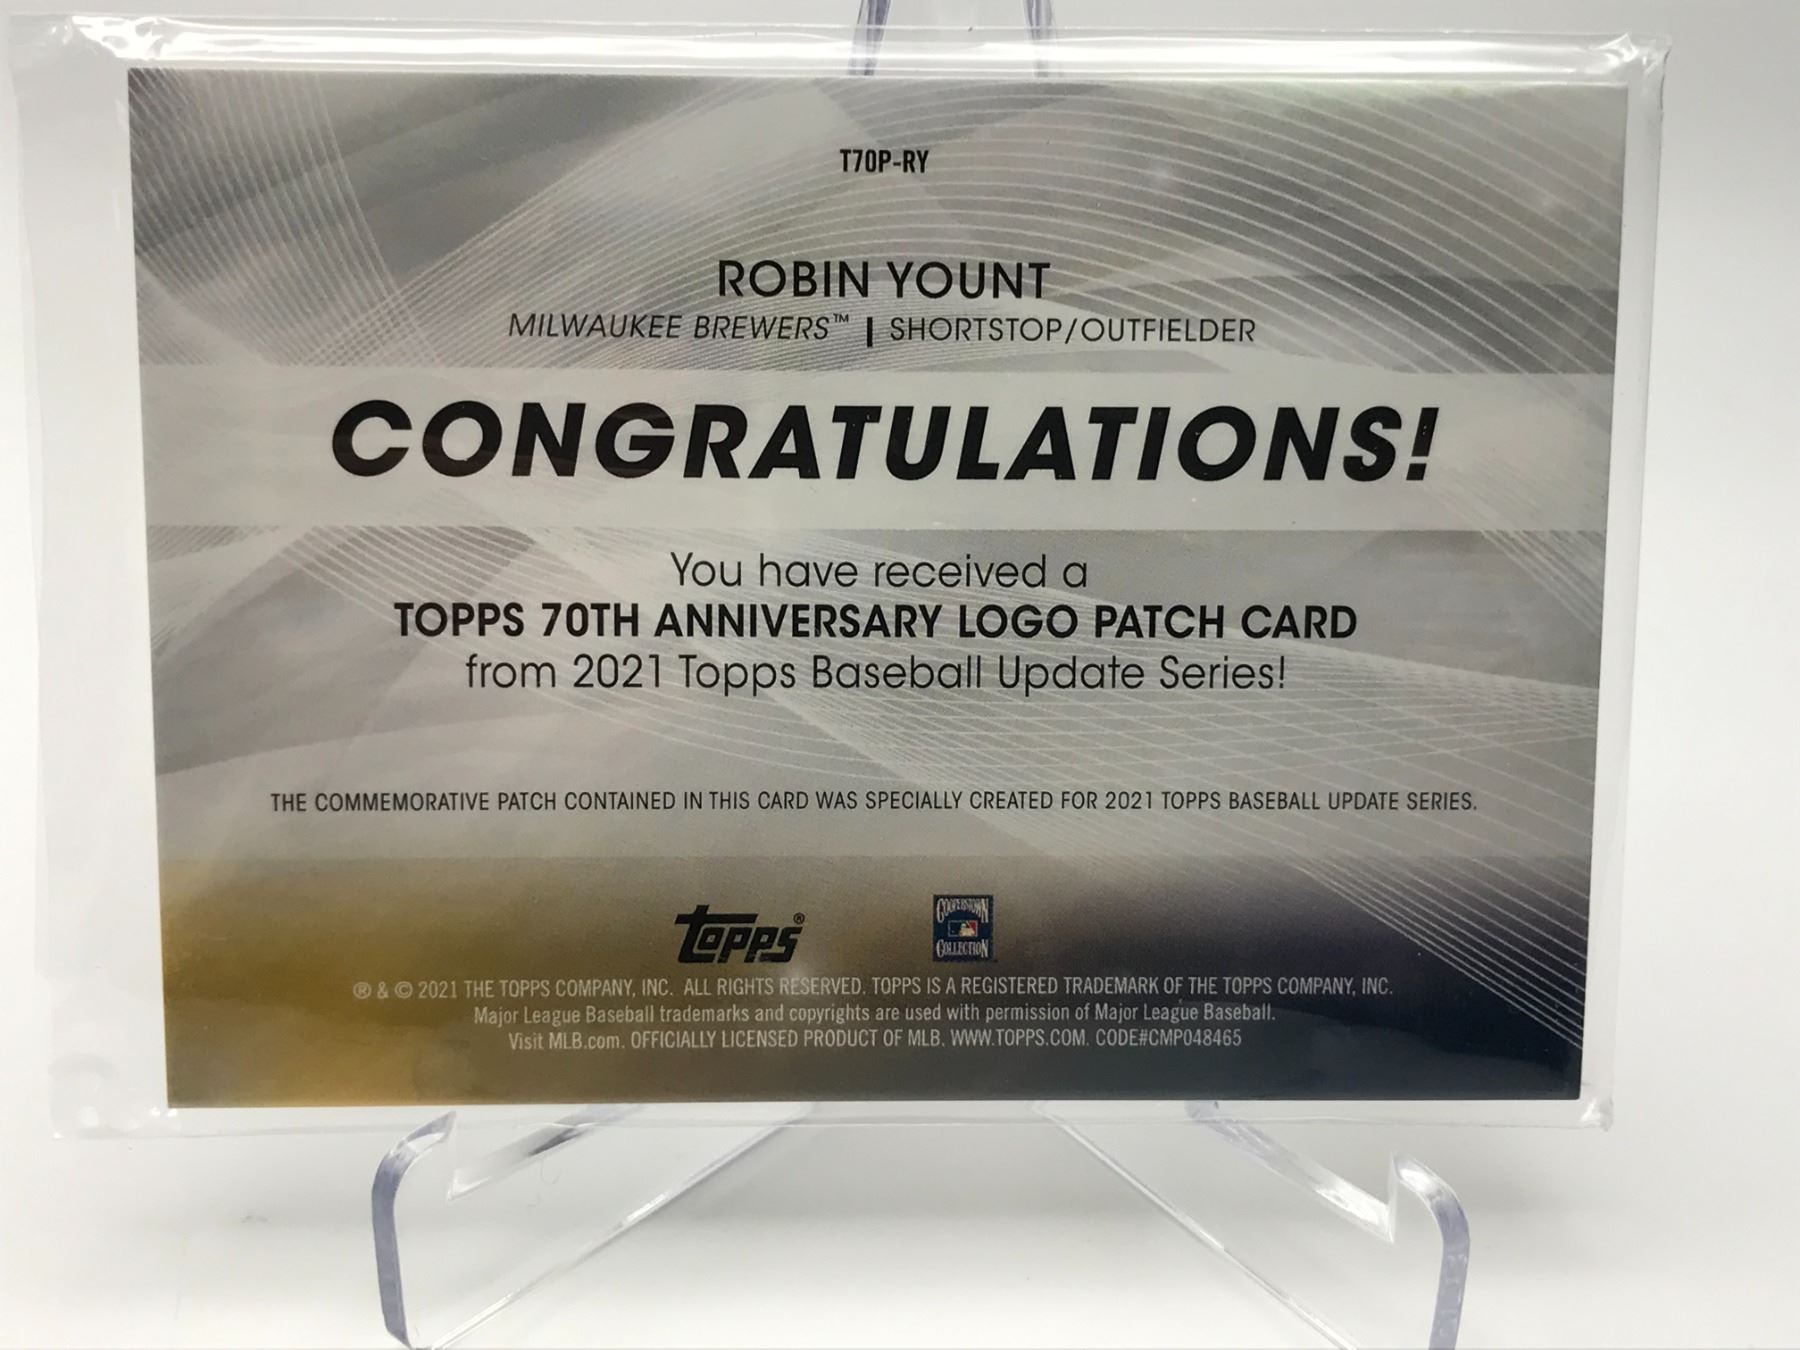 T70P-RY
ROBIN YOUNT
MILWAUKEE BREWERS™ | SHORTSTOP/OUTFIELDER
CONGRATULATIONS!
You have received a
TOPPS 70TH ANNIVERSARY LOGO PATCH CARD
from 2021 Topps Baseball Update Series!
THE COMMEMORATIVE PATCH CONTAINED IN THIS CARD WAS SPECIALLY CREATED FOR 2021 TOPPS BASEBALL UPDATE SERIES.
topps®
COOPERSTOWN
COLLECTION
® & © 2021 THE TOPPS COMPANY, INC. ALL RIGHTS RESERVED. TOPPS IS A REGISTERED TRADEMARK OF THE TOPPS COMPANY, INC.
Major League Baseball trademarks and copyrights are used with permission of Major League Baseball.
Visit MLB.com. OFFICIALLY LICENSED PRODUCT OF MLB. WWW.TOPPS.COM. CODE#CMP048465